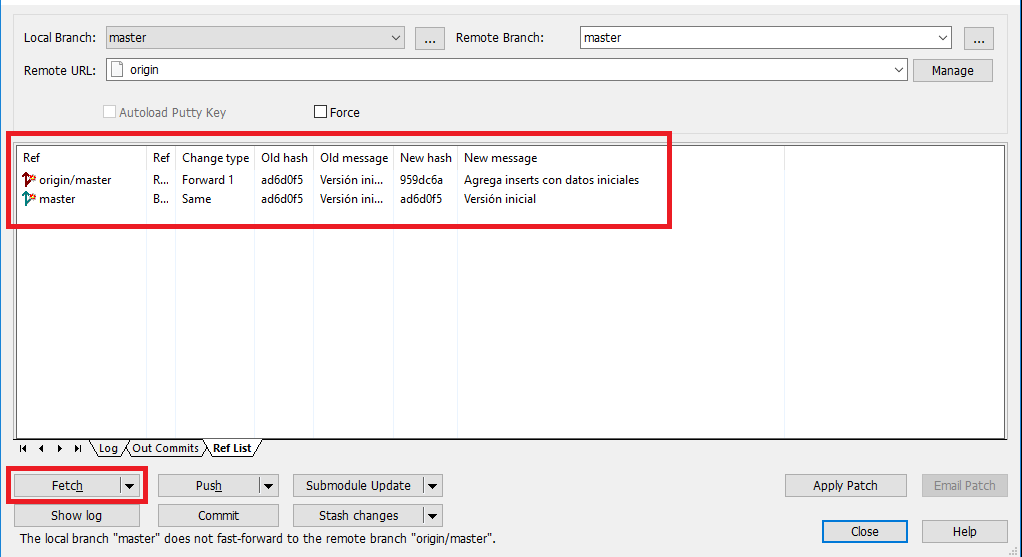 Local Branch: master ... Remote Branch: master ...
Remote URL: origin Manage
Autoload Putty Key Force
Ref Ref Change type Old hash Old message New hash New message
origin/master R... Forward 1 ad6d0f5 Versión ini... 959dc6a Agrega inserts con datos iniciales
master B... Same ad6d0f5 Versión ini... ad6d0f5 Versión inicial
Log Out Commits Ref List
Fetch Push Submodule Update Apply Patch Email Patch
Show log Commit Stash changes Close Help
The local branch "master" does not fast-forward to the remote branch "origin/master".